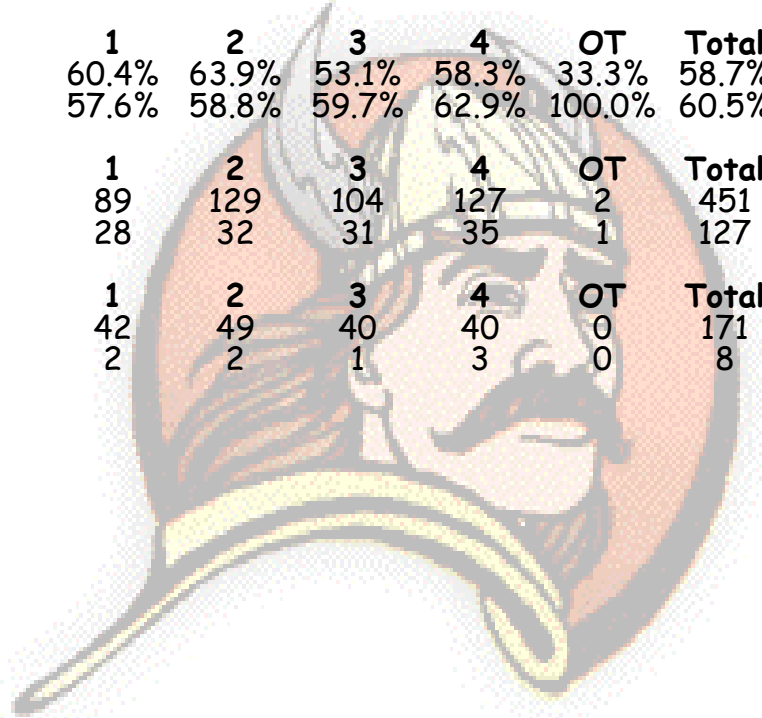 1 2 3 4 OT Total
60.4% 63.9% 53.1% 58.3% 33.3% 58.7%
57.6% 58.8% 59.7% 62.9% 100.0% 60.5%
1 2 3 4 OT Total
89 129 104 127 2 451
28 32 31 35 1 127
1 2 3 4 OT Total
42 49 40 40 0 171
2 2 1 3 0 8